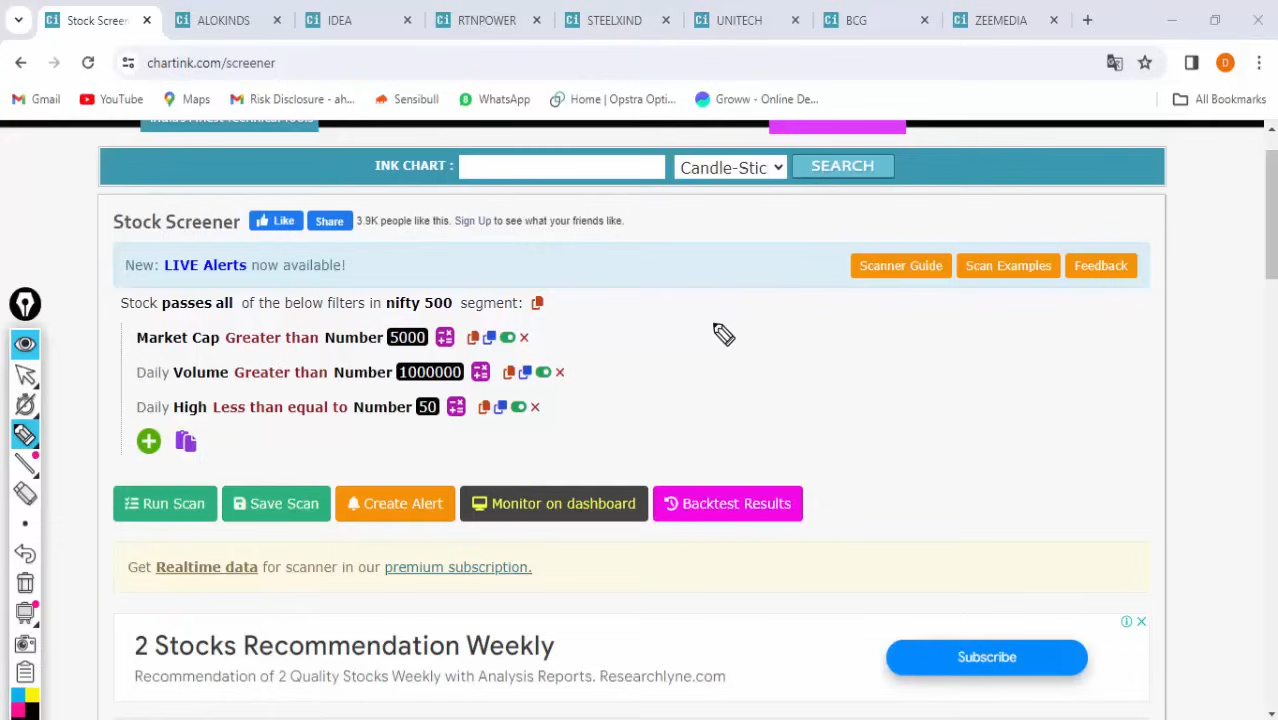 Stock Screen
ALOKINDS
IDEA
RTNPOWER
STEELXIND
UNITECH
BCG
ZEEMEDIA
chartink.com/screener
D
Gmail
YouTube
Maps
Risk Disclosure - ah...
Sensibull
WhatsApp
Home | Opstra Opti...
Groww - Online De...
All Bookmarks
India's Finest Technical Tools
INK CHART :
Candle-Stic
SEARCH
Stock Screener Like Share 3.9K people like this. Sign Up to see what your friends like.
New: LIVE Alerts now available!
Scanner Guide
Scan Examples
Feedback
Stock passes all of the below filters in nifty 500 segment:
Market Cap Greater than Number 5000
Daily Volume Greater than Number 1000000
Daily High Less than equal to Number 50
Run Scan
Save Scan
Create Alert
Monitor on dashboard
Backtest Results
Get Realtime data for scanner in our premium subscription.
2 Stocks Recommendation Weekly
Recommendation of 2 Quality Stocks Weekly with Analysis Reports. Researchlyne.com
Subscribe